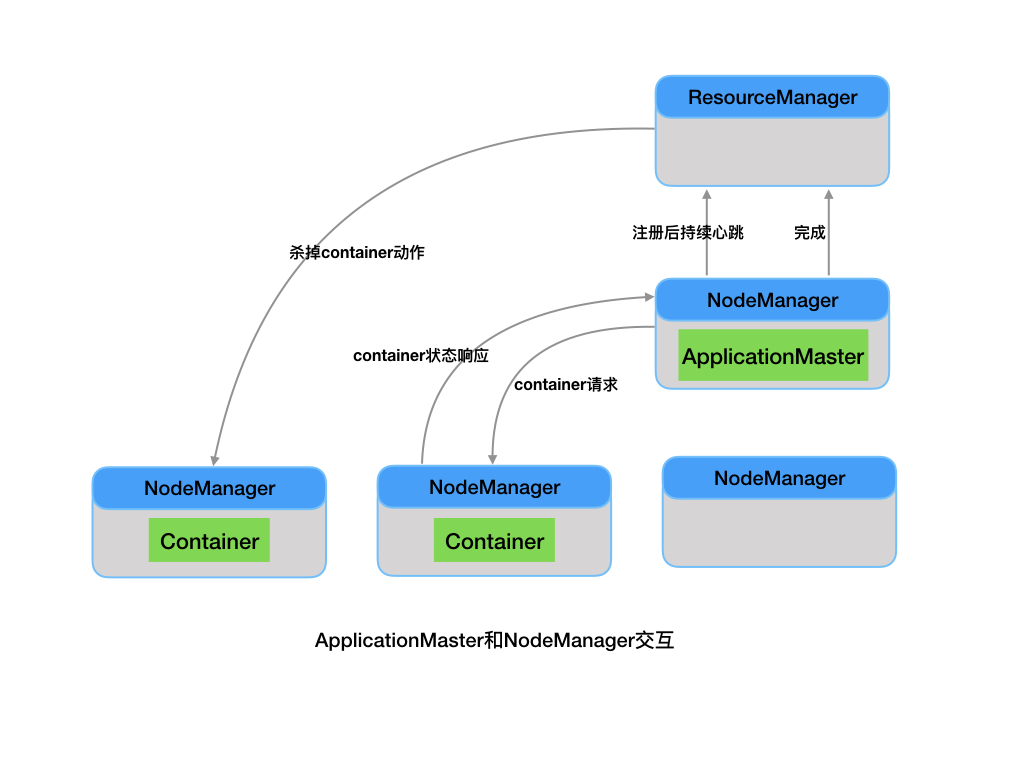 ResourceManager
注册后持续心跳
完成
杀掉container动作
NodeManager
ApplicationMaster
container状态响应
container请求
NodeManager
Container
NodeManager
Container
NodeManager
ApplicationMaster和NodeManager交互